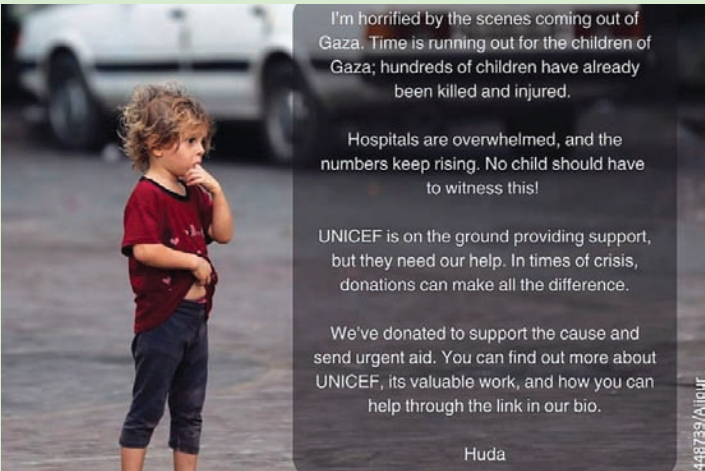 I'm horrified by the scenes coming out of
Gaza. Time is running out for the children of
Gaza; hundreds of children have already
been killed and injured.
Hospitals are overwhelmed, and the
numbers keep rising. No child should have
to witness this!
UNICEF is on the ground providing support,
but they need our help. In times of crisis,
donations can make all the difference.
We've donated to support the cause and
send urgent aid. You can find out more about
UNICEF, its valuable work, and how you can
help through the link in our bio.
Huda